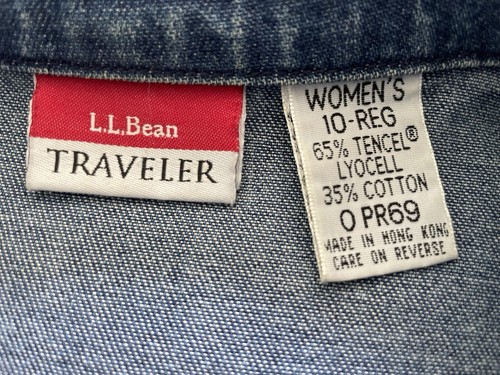 L.L.Bean
TRAVELER
WOMEN'S
10-REG
65% TENCEL®
LYOCELL
35% COTTON
0 PR69
MADE IN HONG KONG
CARE ON REVERSE